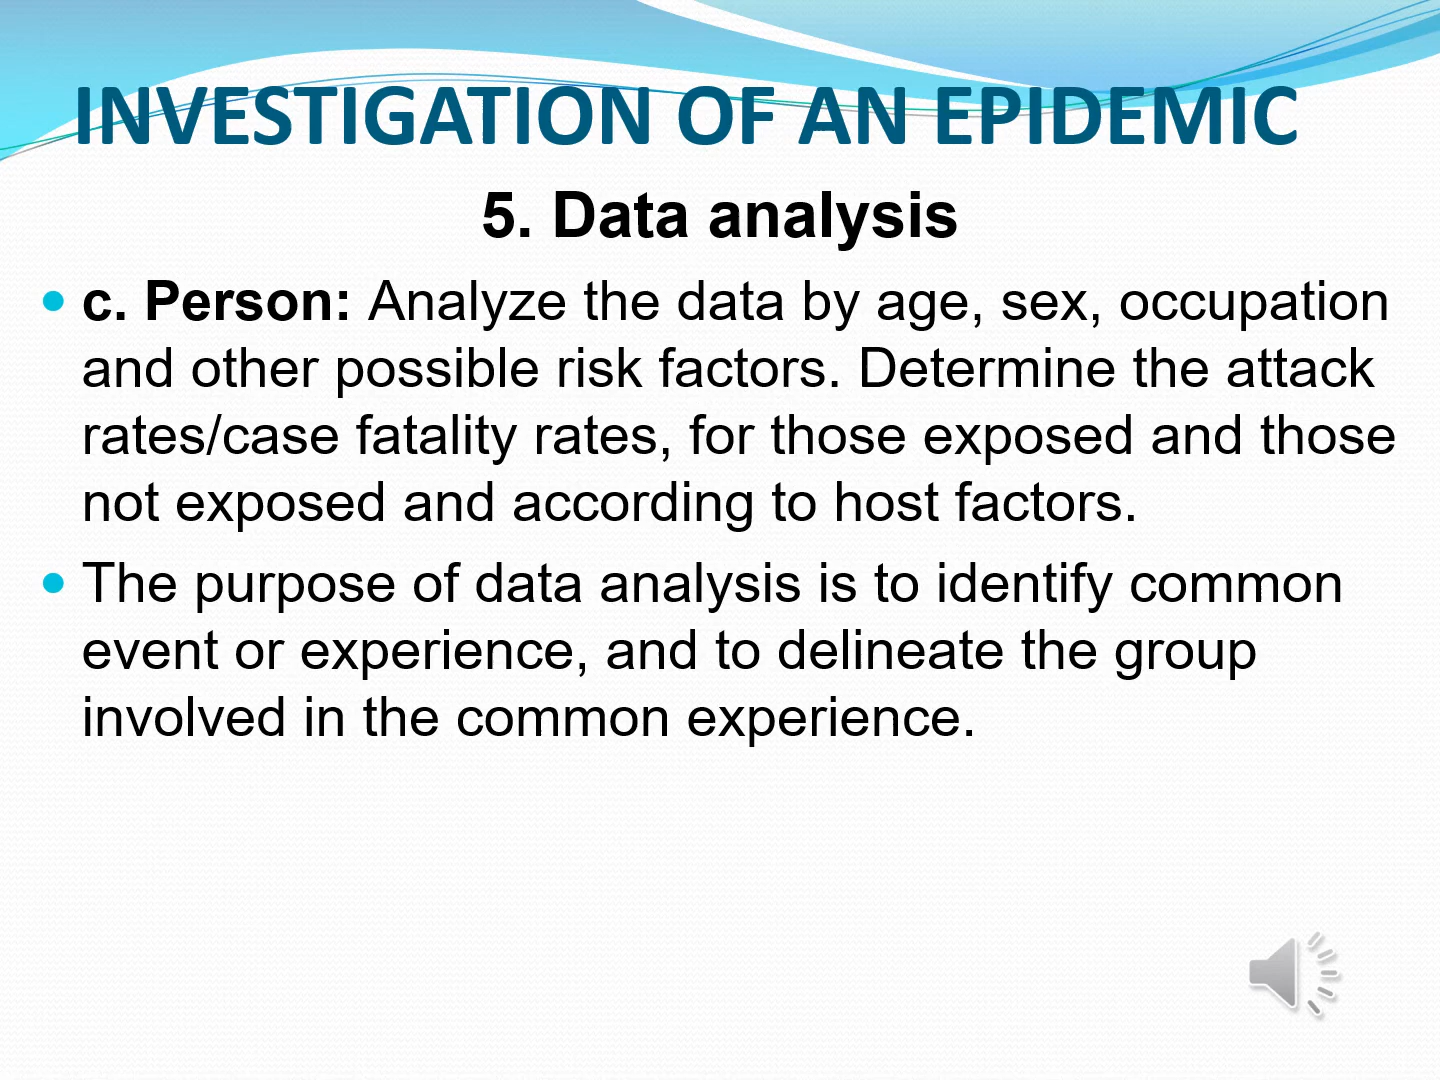 INVESTIGATION OF AN EPIDEMIC
5. Data analysis
• c. Person: Analyze the data by age, sex, occupation
and other possible risk factors. Determine the attack
rates/case fatality rates, for those exposed and those
not exposed and according to host factors.
• The purpose of data analysis is to identify common
event or experience, and to delineate the group
involved in the common experience.